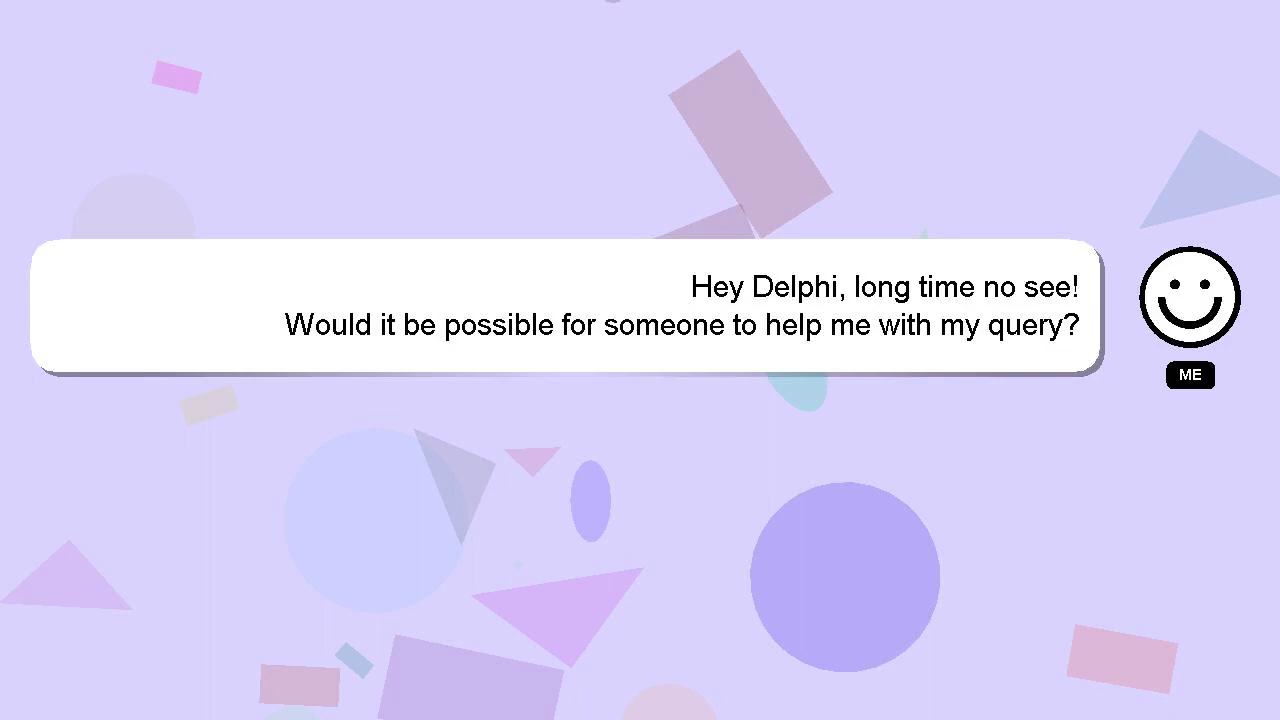 Hey Delphi, long time no see!
Would it be possible for someone to help me with my query?
ME